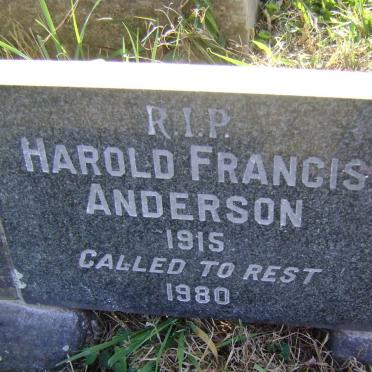 R.I.P.
HAROLD FRANCIS
ANDERSON
1915
CALLED TO REST
1980